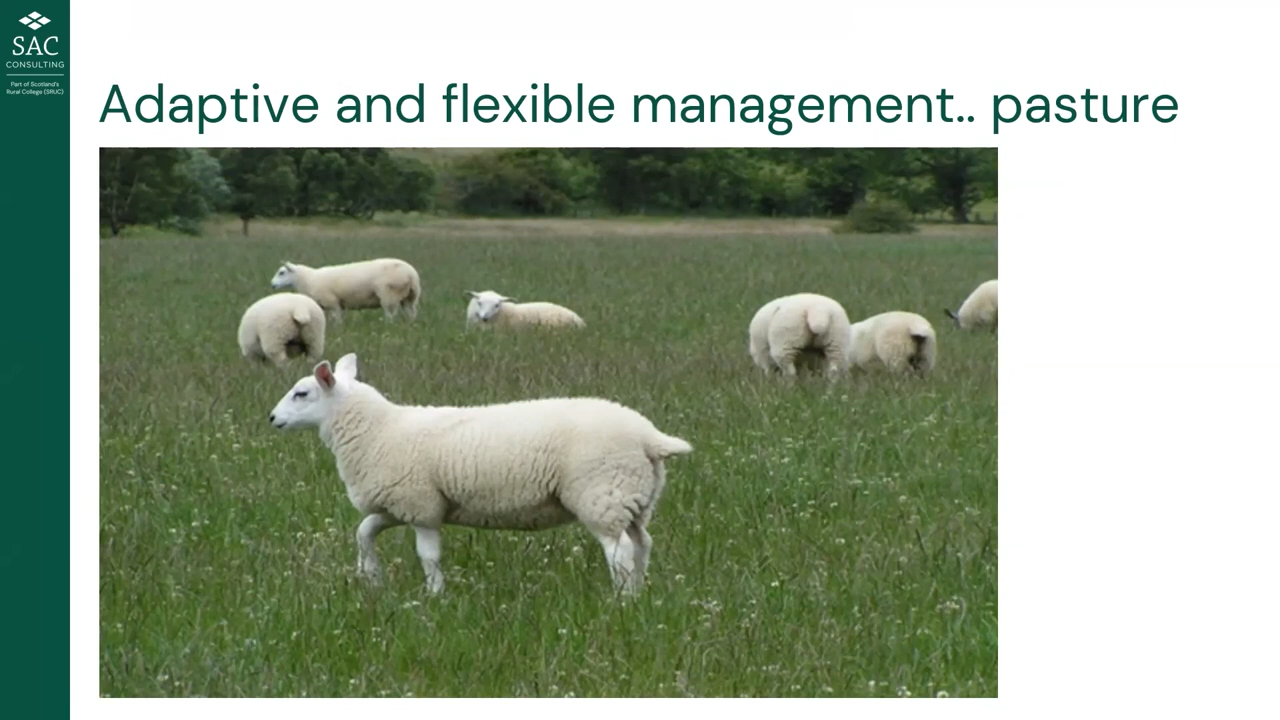 SAC
CONSULTING
Part of Scotland's
Rural College (SRUC)
Adaptive and flexible management.. pasture